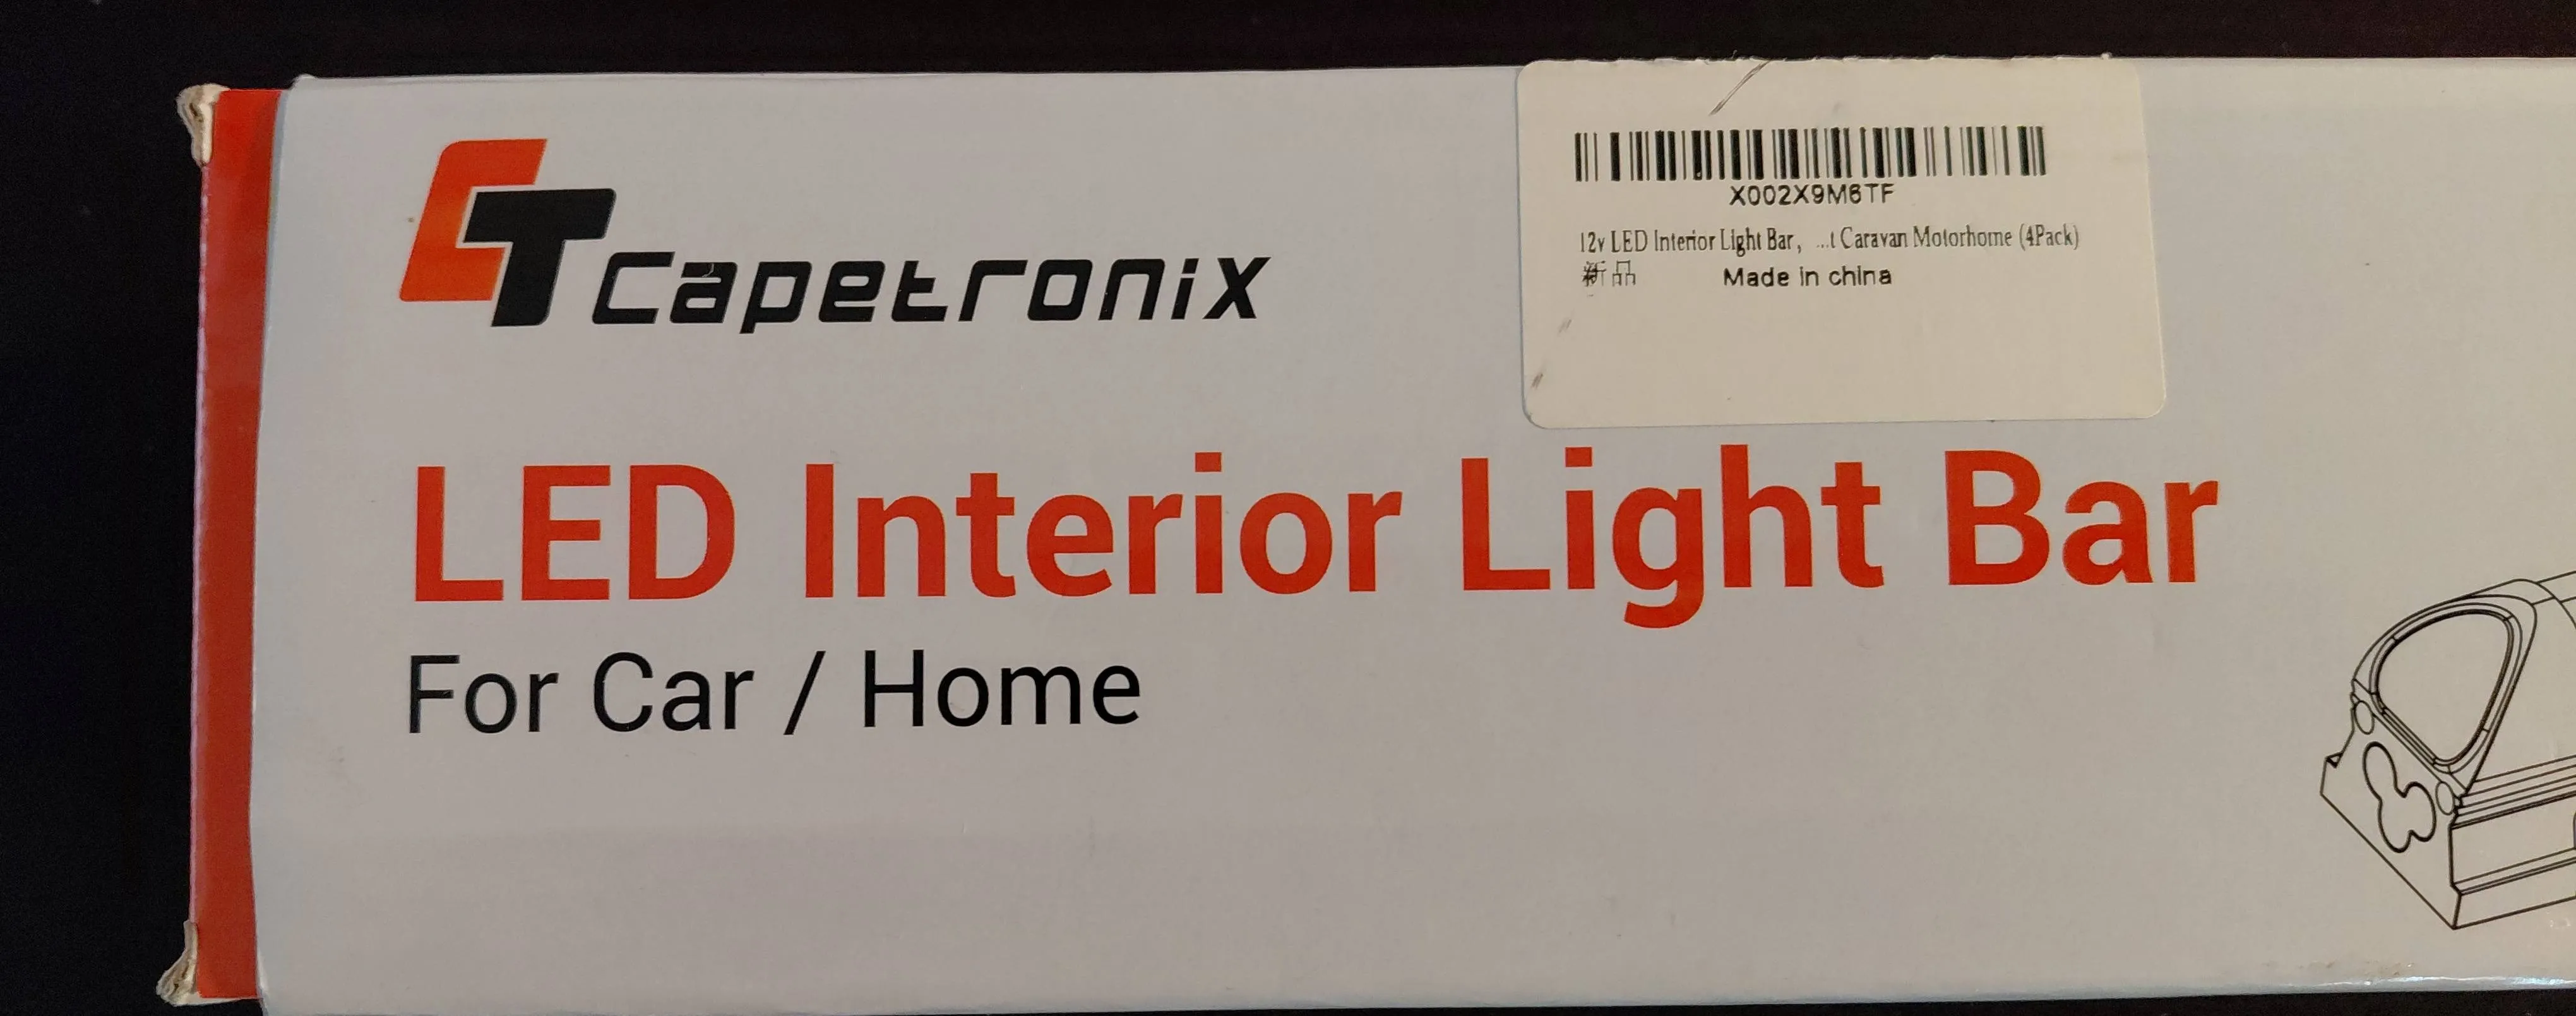 CT Capetronix
X002X9M6TF
12v LED Interior Light Bar, ...t Caravan Motorhome (4Pack)
新品 Made in china
LED Interior Light Bar
For Car / Home